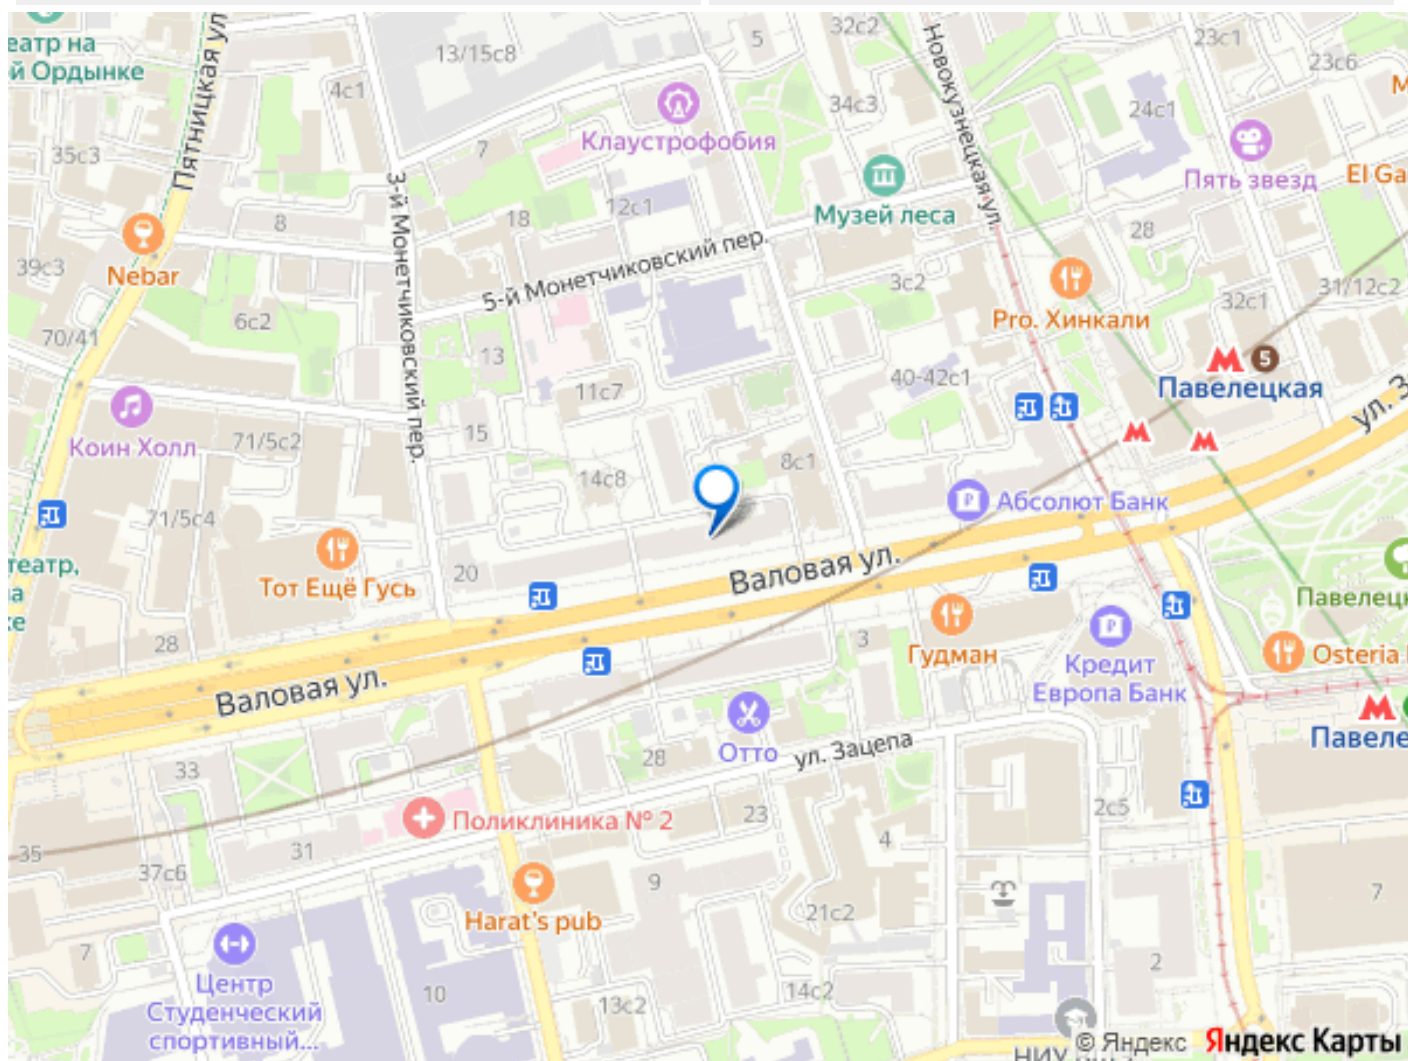 32с2
23с1
5
еатр на
й Ордынке
Пятницкая ул
13/15с8
Новокузнецкая ул.
23с6
4с1
34с3
24с1
Клаустрофобия
7
35с3
3-й Монетчиковский пер.
Музей леса
Пять звезд
El Ga
12с1
18
8
28
5-й Монетчиковский пер.
39с3
Nebar
3с2
32с1
31/12с2
6с2
Pro. Хинкали
70/41
13
5
Павелецкая
11с7
40-42с1
ул. З
Коин Холл
71/5с2
15
8с1
14с8
Абсолют Банк
71/5с4
театр,
Тот Ещё Гусь
20
Валовая ул.
Павелецк
28
3
Гудман
Кредит
Европа Банк
Osteria
Валовая ул.
Отто
ул. Зацепа
Павеле
33
28
Поликлиника № 2
23
2с5
4
35
31
37с6
9
7
Harat's pub
21с2
7
Центр
Студенческий
спортивный...
10
13с2
14с2
2
© Яндекс Яндекс Карты